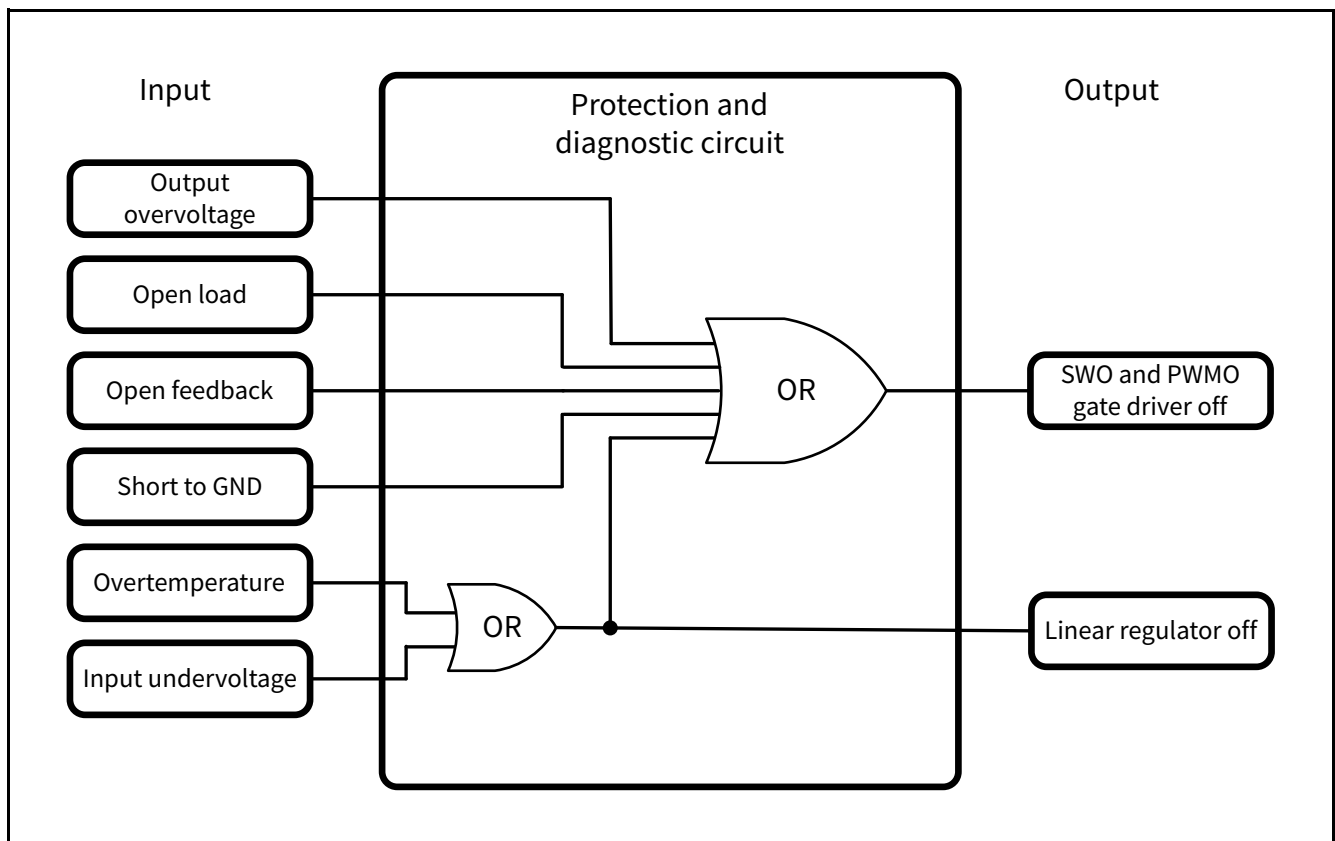 Input
Protection and
diagnostic circuit
Output
Output
overvoltage
Open load
Open feedback
Short to GND
Overtemperature
Input undervoltage
OR
OR
SWO and PWMO
gate driver off
Linear regulator off